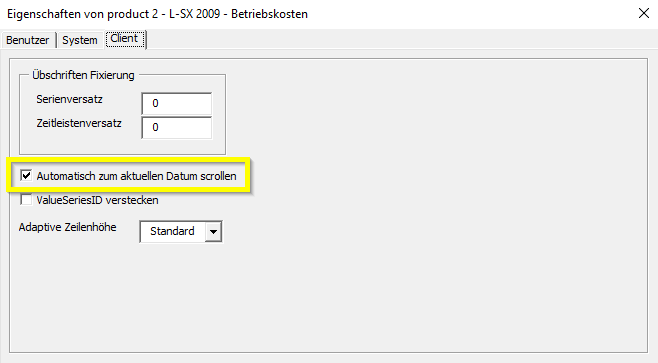 Eigenschaften von product 2 - L-SX 2009 - Betriebskosten
Benutzer System Client
Übschriften Fixierung
Serienversatz 0
Zeitleistenversatz 0
Automatisch zum aktuellen Datum scrollen
ValueSeriesID verstecken
Adaptive Zeilenhöhe Standard